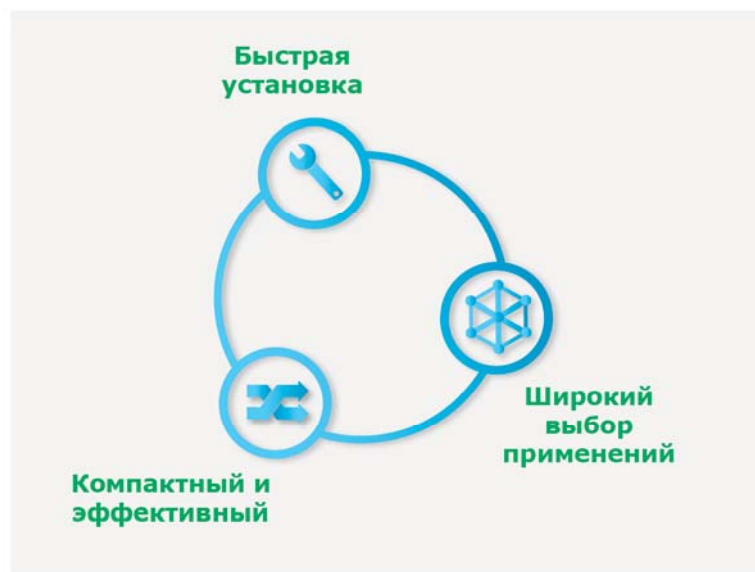 Быстрая
установка
Широкий
выбор
применений
Компактный и
эффективный